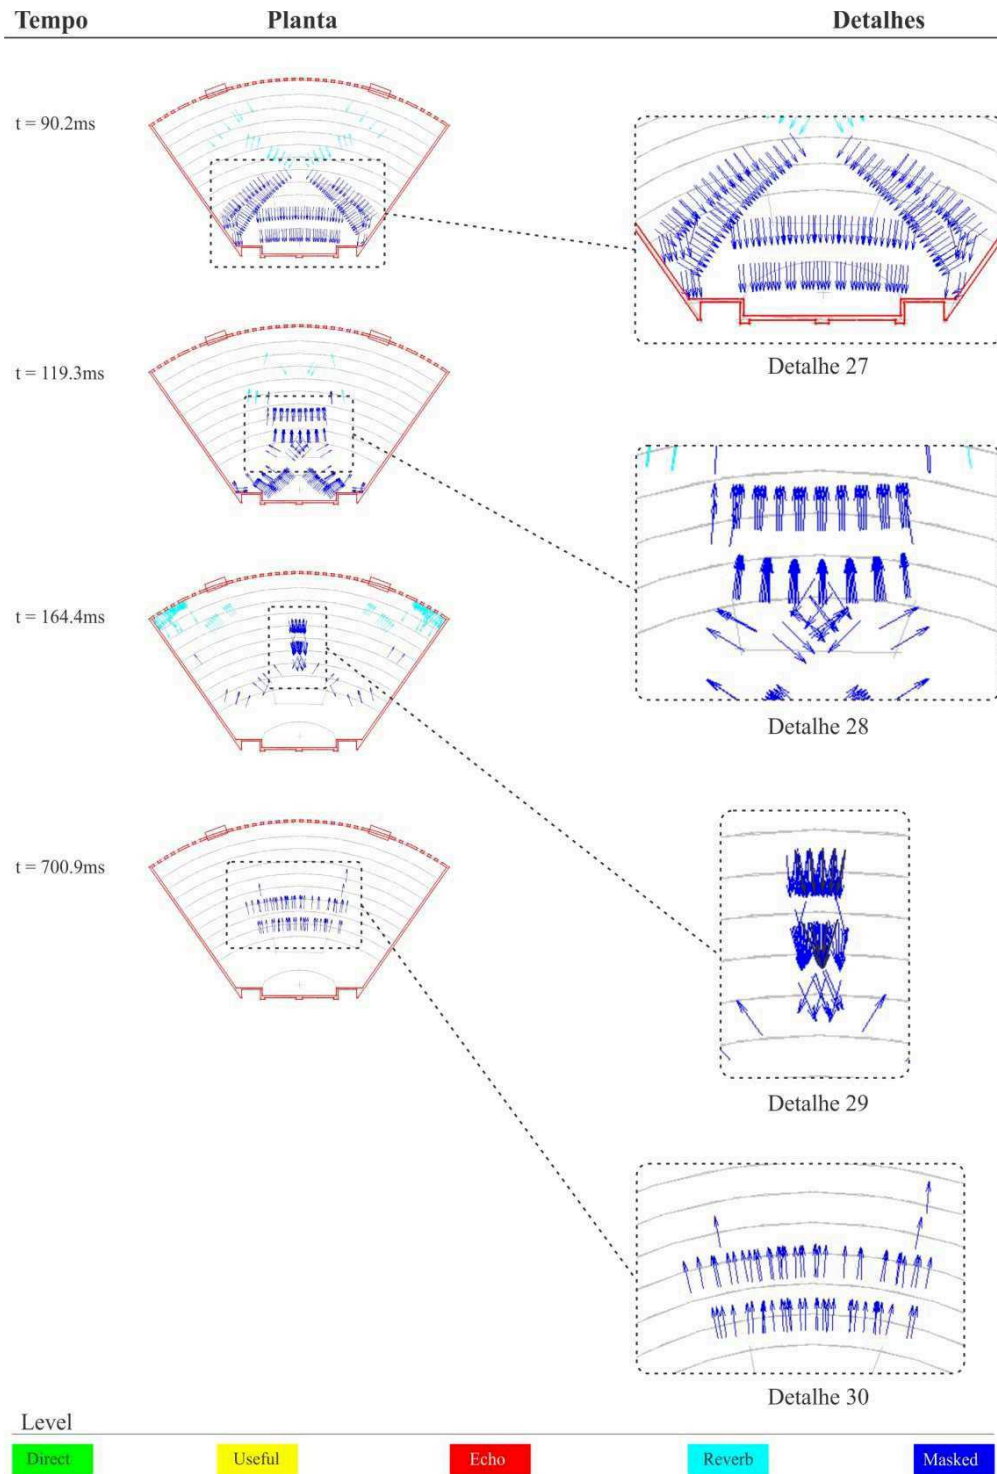 Tempo Planta Detalhes
t = 90.2ms
Detalhe 27
t = 119.3ms
t = 164.4ms
Detalhe 28
t = 700.9ms
Detalhe 29
Detalhe 30
Level
Direct Useful Echo Reverb Masked